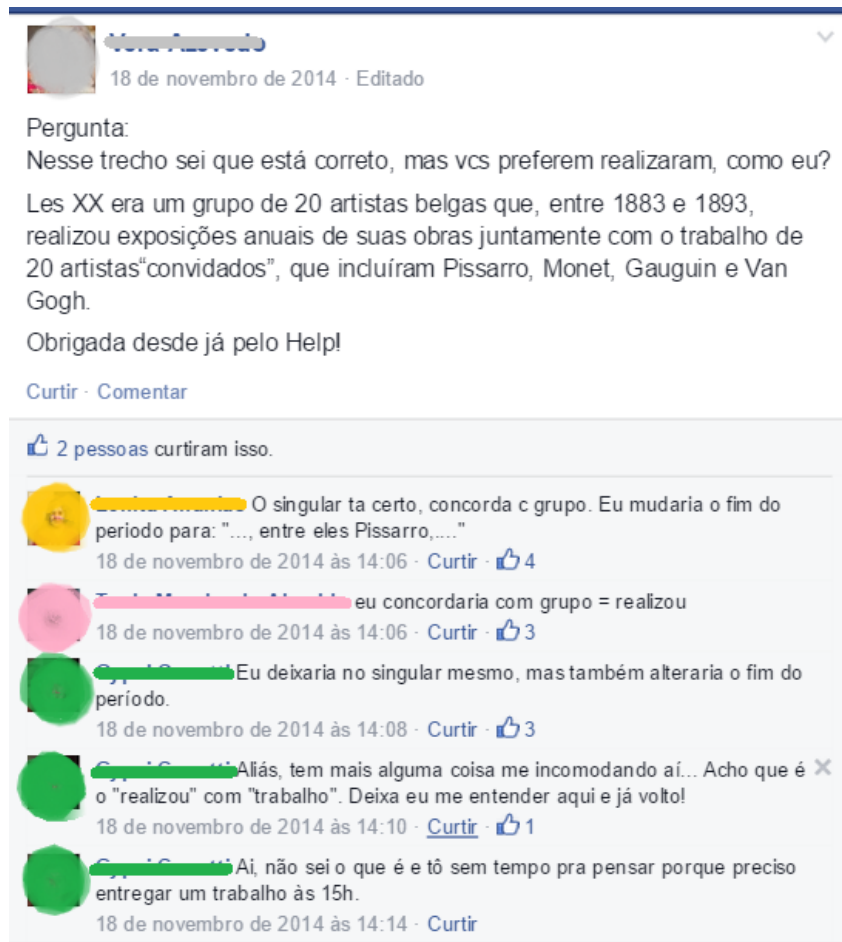 18 de novembro de 2014 · Editado
Pergunta:
Nesse trecho sei que está correto, mas vcs preferem realizaram, como eu?
Les XX era um grupo de 20 artistas belgas que, entre 1883 e 1893,
realizou exposições anuais de suas obras juntamente com o trabalho de
20 artistas“convidados”, que incluíram Pissarro, Monet, Gauguin e Van
Gogh.
Obrigada desde já pelo Help!
Curtir · Comentar
2 pessoas curtiram isso.
O singular ta certo, concorda c grupo. Eu mudaria o fim do
periodo para: "..., entre eles Pissarro,...."
18 de novembro de 2014 às 14:06 · Curtir · 4
eu concordaria com grupo = realizou
18 de novembro de 2014 às 14:06 · Curtir · 3
Eu deixaria no singular mesmo, mas também alteraria o fim do
período.
18 de novembro de 2014 às 14:08 · Curtir · 3
Aliás, tem mais alguma coisa me incomodando aí... Acho que é
o "realizou" com "trabalho". Deixa eu me entender aqui e já volto!
18 de novembro de 2014 às 14:10 · Curtir · 1
Ai, não sei o que é e tô sem tempo pra pensar porque preciso
entregar um trabalho às 15h.
18 de novembro de 2014 às 14:14 · Curtir